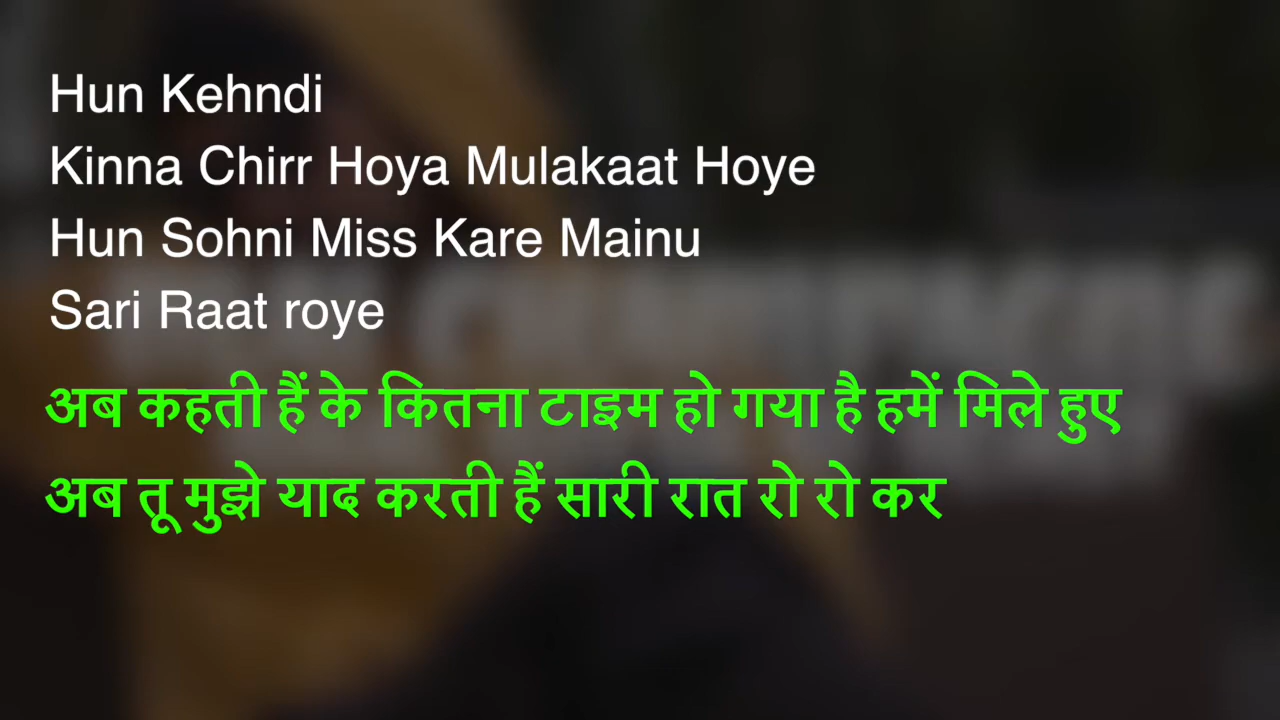 Hun Kehndi
Kinna Chirr Hoya Mulakaat Hoye
Hun Sohni Miss Kare Mainu
Sari Raat roye
अब कहती हैं के कितना टाइम हो गया है हमें मिले हुए
अब तू मुझे याद करती हैं सारी रात रो रो कर